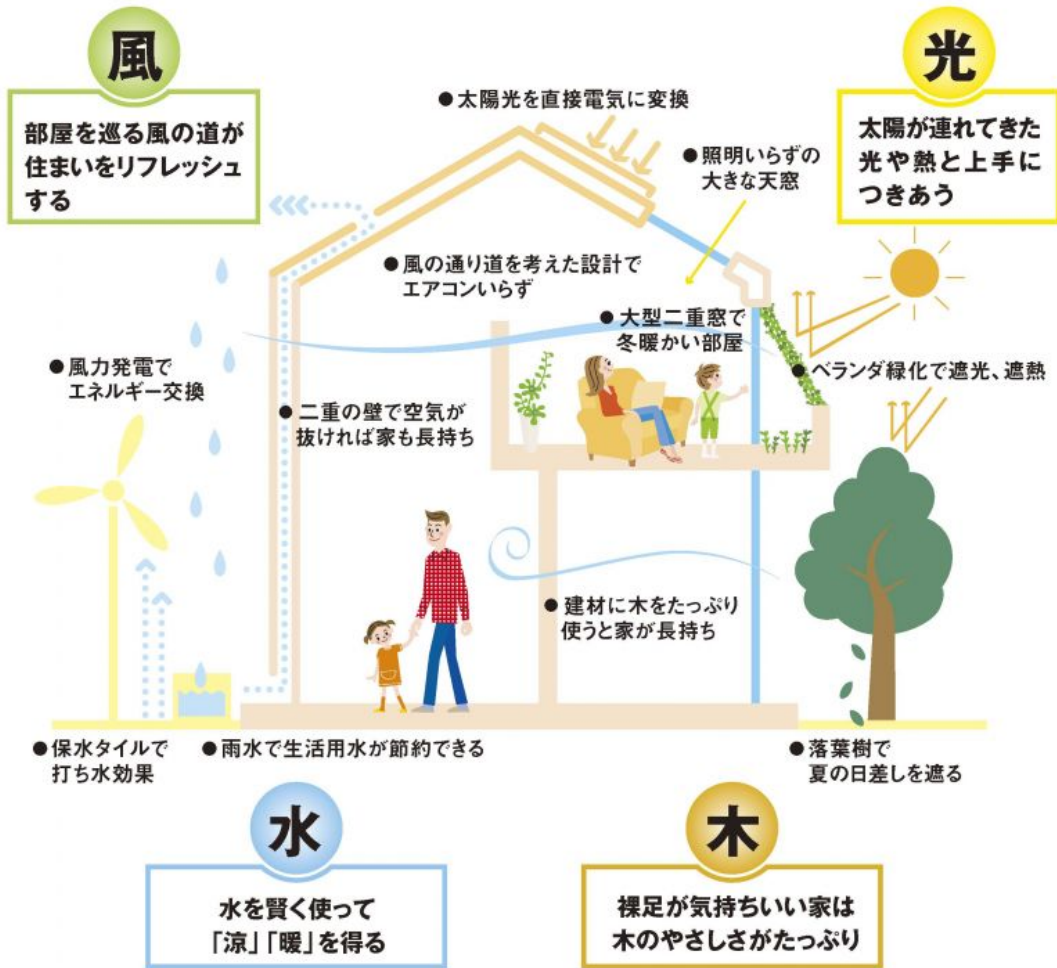 風
部屋を巡る風の道が
住まいをリフレッシュ
する
光
太陽が連れてきた
光や熱と上手に
つきあう
●太陽光を直接電気に変換
●照明いらずの
大きな天窓
●風の通り道を考えた設計で
エアコンいらず
●大型二重窓で
冬暖かい部屋
●風力発電で
エネルギー交換
●ベランダ緑化で遮光、遮熱
●二重の壁で空気が
抜ければ家も長持ち
●建材に木をたっぷり
使うと家が長持ち
●保水タイルで
打ち水効果
●雨水で生活用水が節約できる
●落葉樹で
夏の日差しを遮る
水
水を賢く使って
「涼」「暖」を得る
木
裸足が気持ちいい家は
木のやさしさがたっぷり